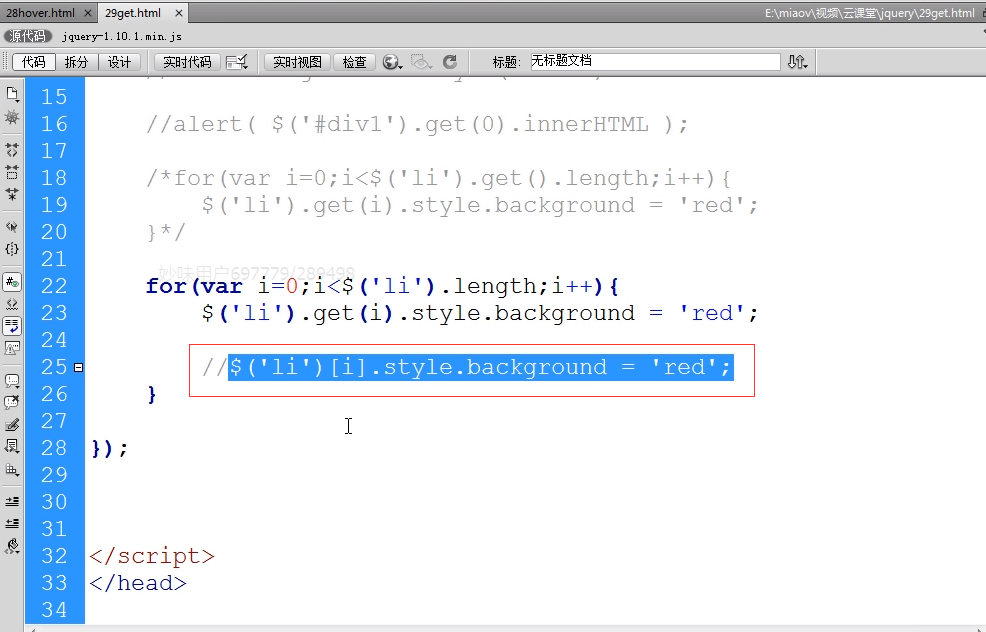 28hover.html × 29get.html × E:\miaov\视频\云课堂\jquery\29get.html
源代码 jquery-1.10.1.min.js
代码 拆分 设计 实时代码 实时视图 检查 标题: 无标题文档
15
16 //alert( $('#div1').get(0).innerHTML );
17
18 /*for(var i=0;i<$('li').get().length;i++){
19 $('li').get(i).style.background = 'red';
20 }*/
21
妙味用户697779/289498
22 for(var i=0;i<$('li').length;i++){
23 $('li').get(i).style.background = 'red';
24
25 //$('li')[i].style.background = 'red';
26 }
27
28 });
29
30
31
32 </script>
33 </head>
34